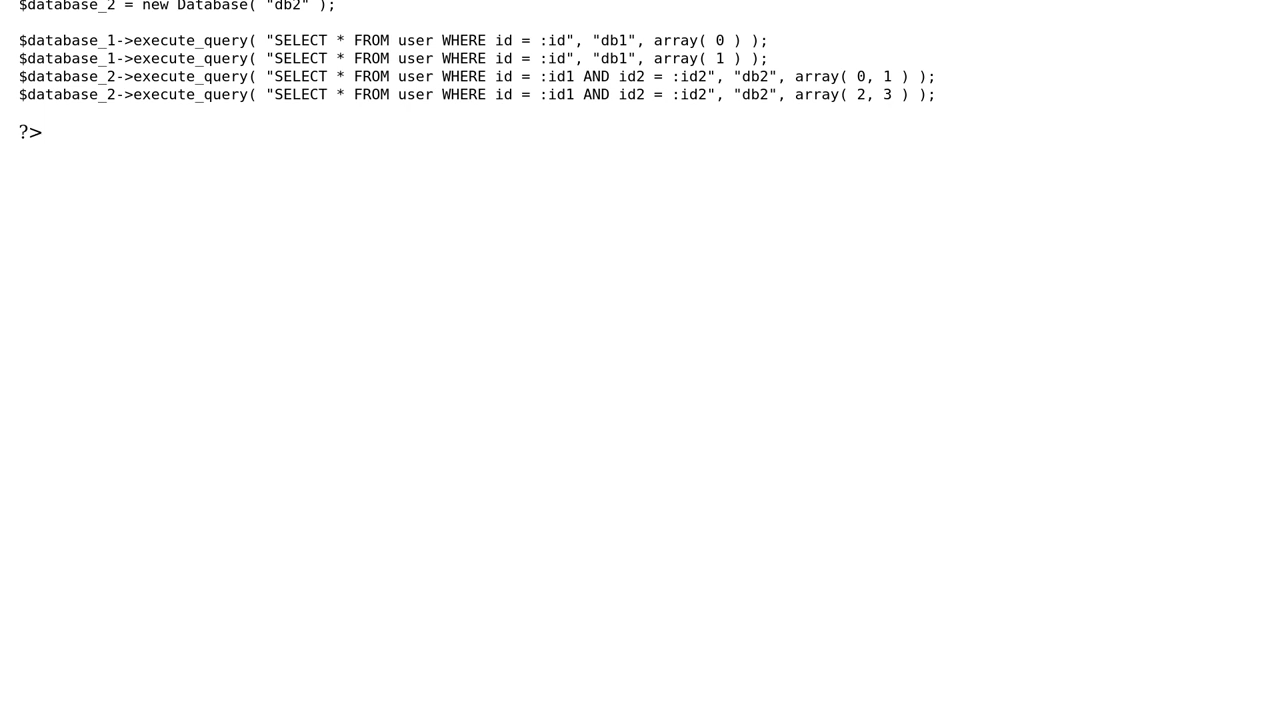 $database_2 = new Database( "db2" );
$database_1->execute_query( "SELECT * FROM user WHERE id = :id", "db1", array( 0 ) );
$database_1->execute_query( "SELECT * FROM user WHERE id = :id", "db1", array( 1 ) );
$database_2->execute_query( "SELECT * FROM user WHERE id = :id1 AND id2 = :id2", "db2", array( 0, 1 ) );
$database_2->execute_query( "SELECT * FROM user WHERE id = :id1 AND id2 = :id2", "db2", array( 2, 3 ) );
?>